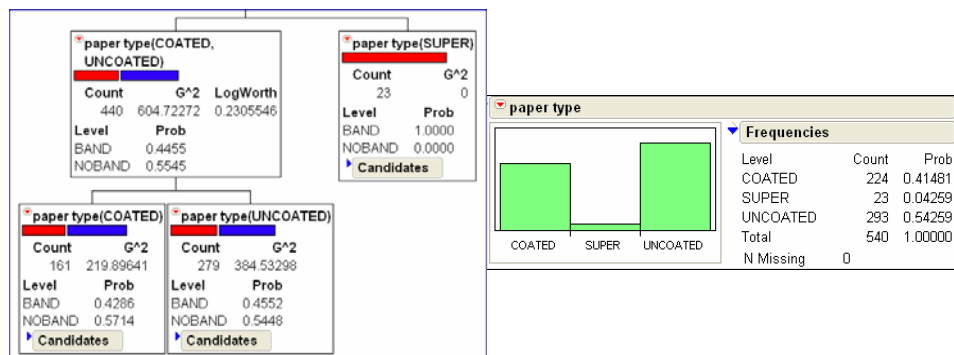 paper type(COATED,
UNCOATED)
Count G^2 LogWorth
440 604.72272 0.2305546
Level Prob
BAND 0.4455
NOBAND 0.5545
paper type(SUPER)
Count G^2
23 0
Level Prob
BAND 1.0000
NOBAND 0.0000
Candidates
paper type(COATED)
Count G^2
161 219.89641
Level Prob
BAND 0.4286
NOBAND 0.5714
Candidates
paper type(UNCOATED)
Count G^2
279 384.53298
Level Prob
BAND 0.4552
NOBAND 0.5448
Candidates
paper type
COATED SUPER UNCOATED
Frequencies
Level Count Prob
COATED 224 0.41481
SUPER 23 0.04259
UNCOATED 293 0.54259
Total 540 1.00000
N Missing 0